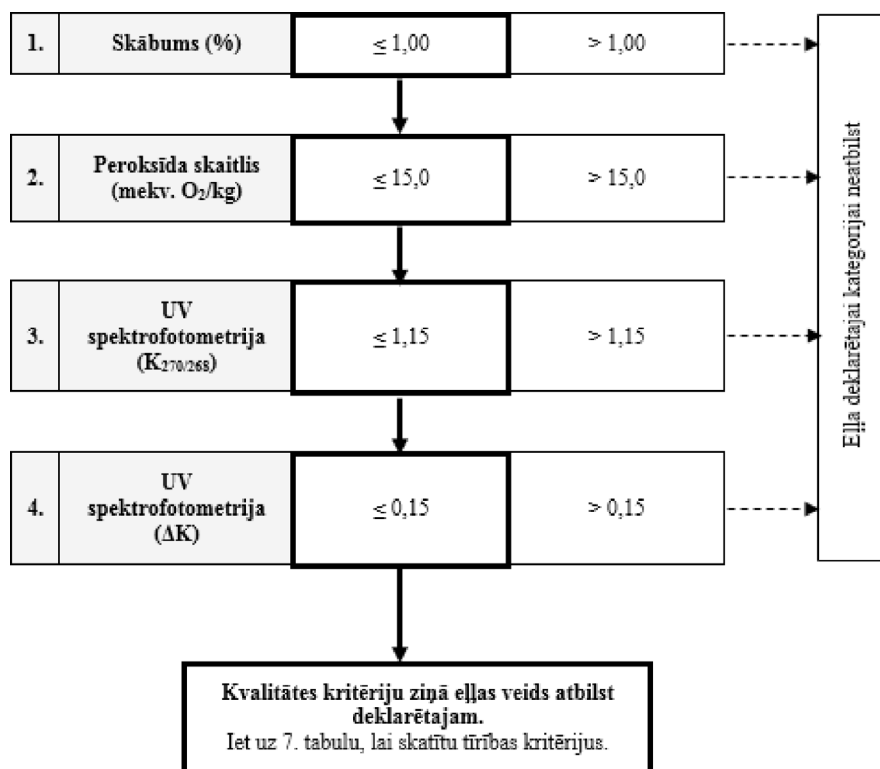 1. Skābums (%) ≤ 1,00 > 1,00
2. Peroksīda skaitlis
(mekv. O₂/kg) ≤ 15,0 > 15,0
3. UV
spektrofotometrija
(K₂₇₀/₂₆₈) ≤ 1,15 > 1,15
4. UV
spektrofotometrija
(ΔK) ≤ 0,15 > 0,15
Eļļa deklarētajai kategorijai neatbilst
Kvalitātes kritēriju ziņā eļļas veids atbilst
deklarētajam.
Iet uz 7. tabulu, lai skatītu tīrības kritērijus.